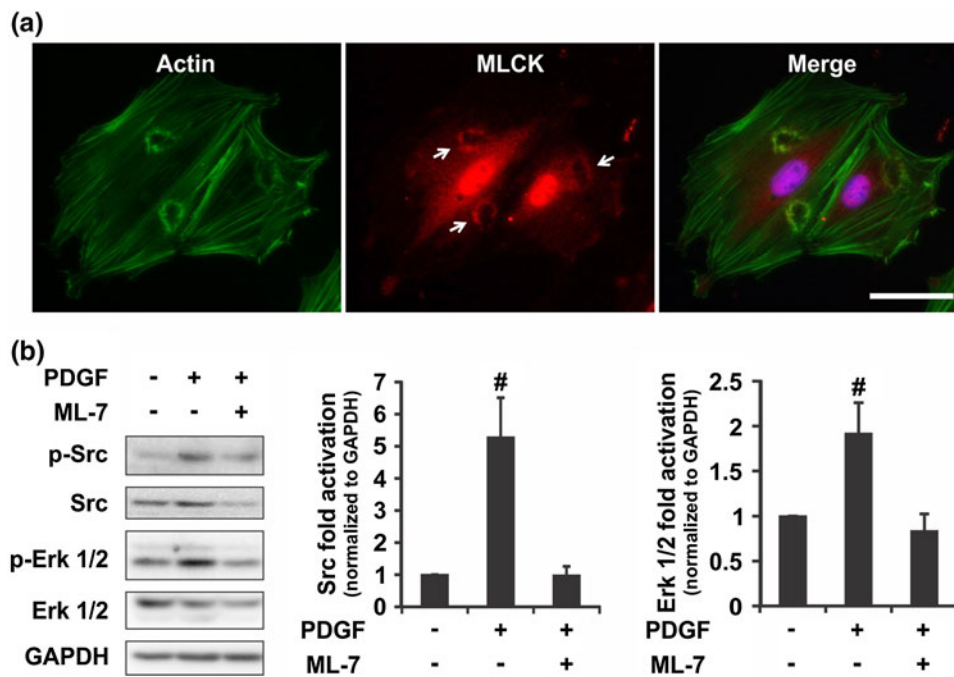 (a)
Actin
MLCK
Merge
(b)
PDGF - + +
ML-7 - - +
p-Src
Src
p-Erk 1/2
Erk 1/2
GAPDH
Src fold activation
(normalized to GAPDH)
7
6
5
4
3
2
1
0
#
PDGF - + +
ML-7 - - +
Erk 1/2 fold activation
(normalized to GAPDH)
2.5
2
1.5
1
0.5
0
#
PDGF - + +
ML-7 - - +